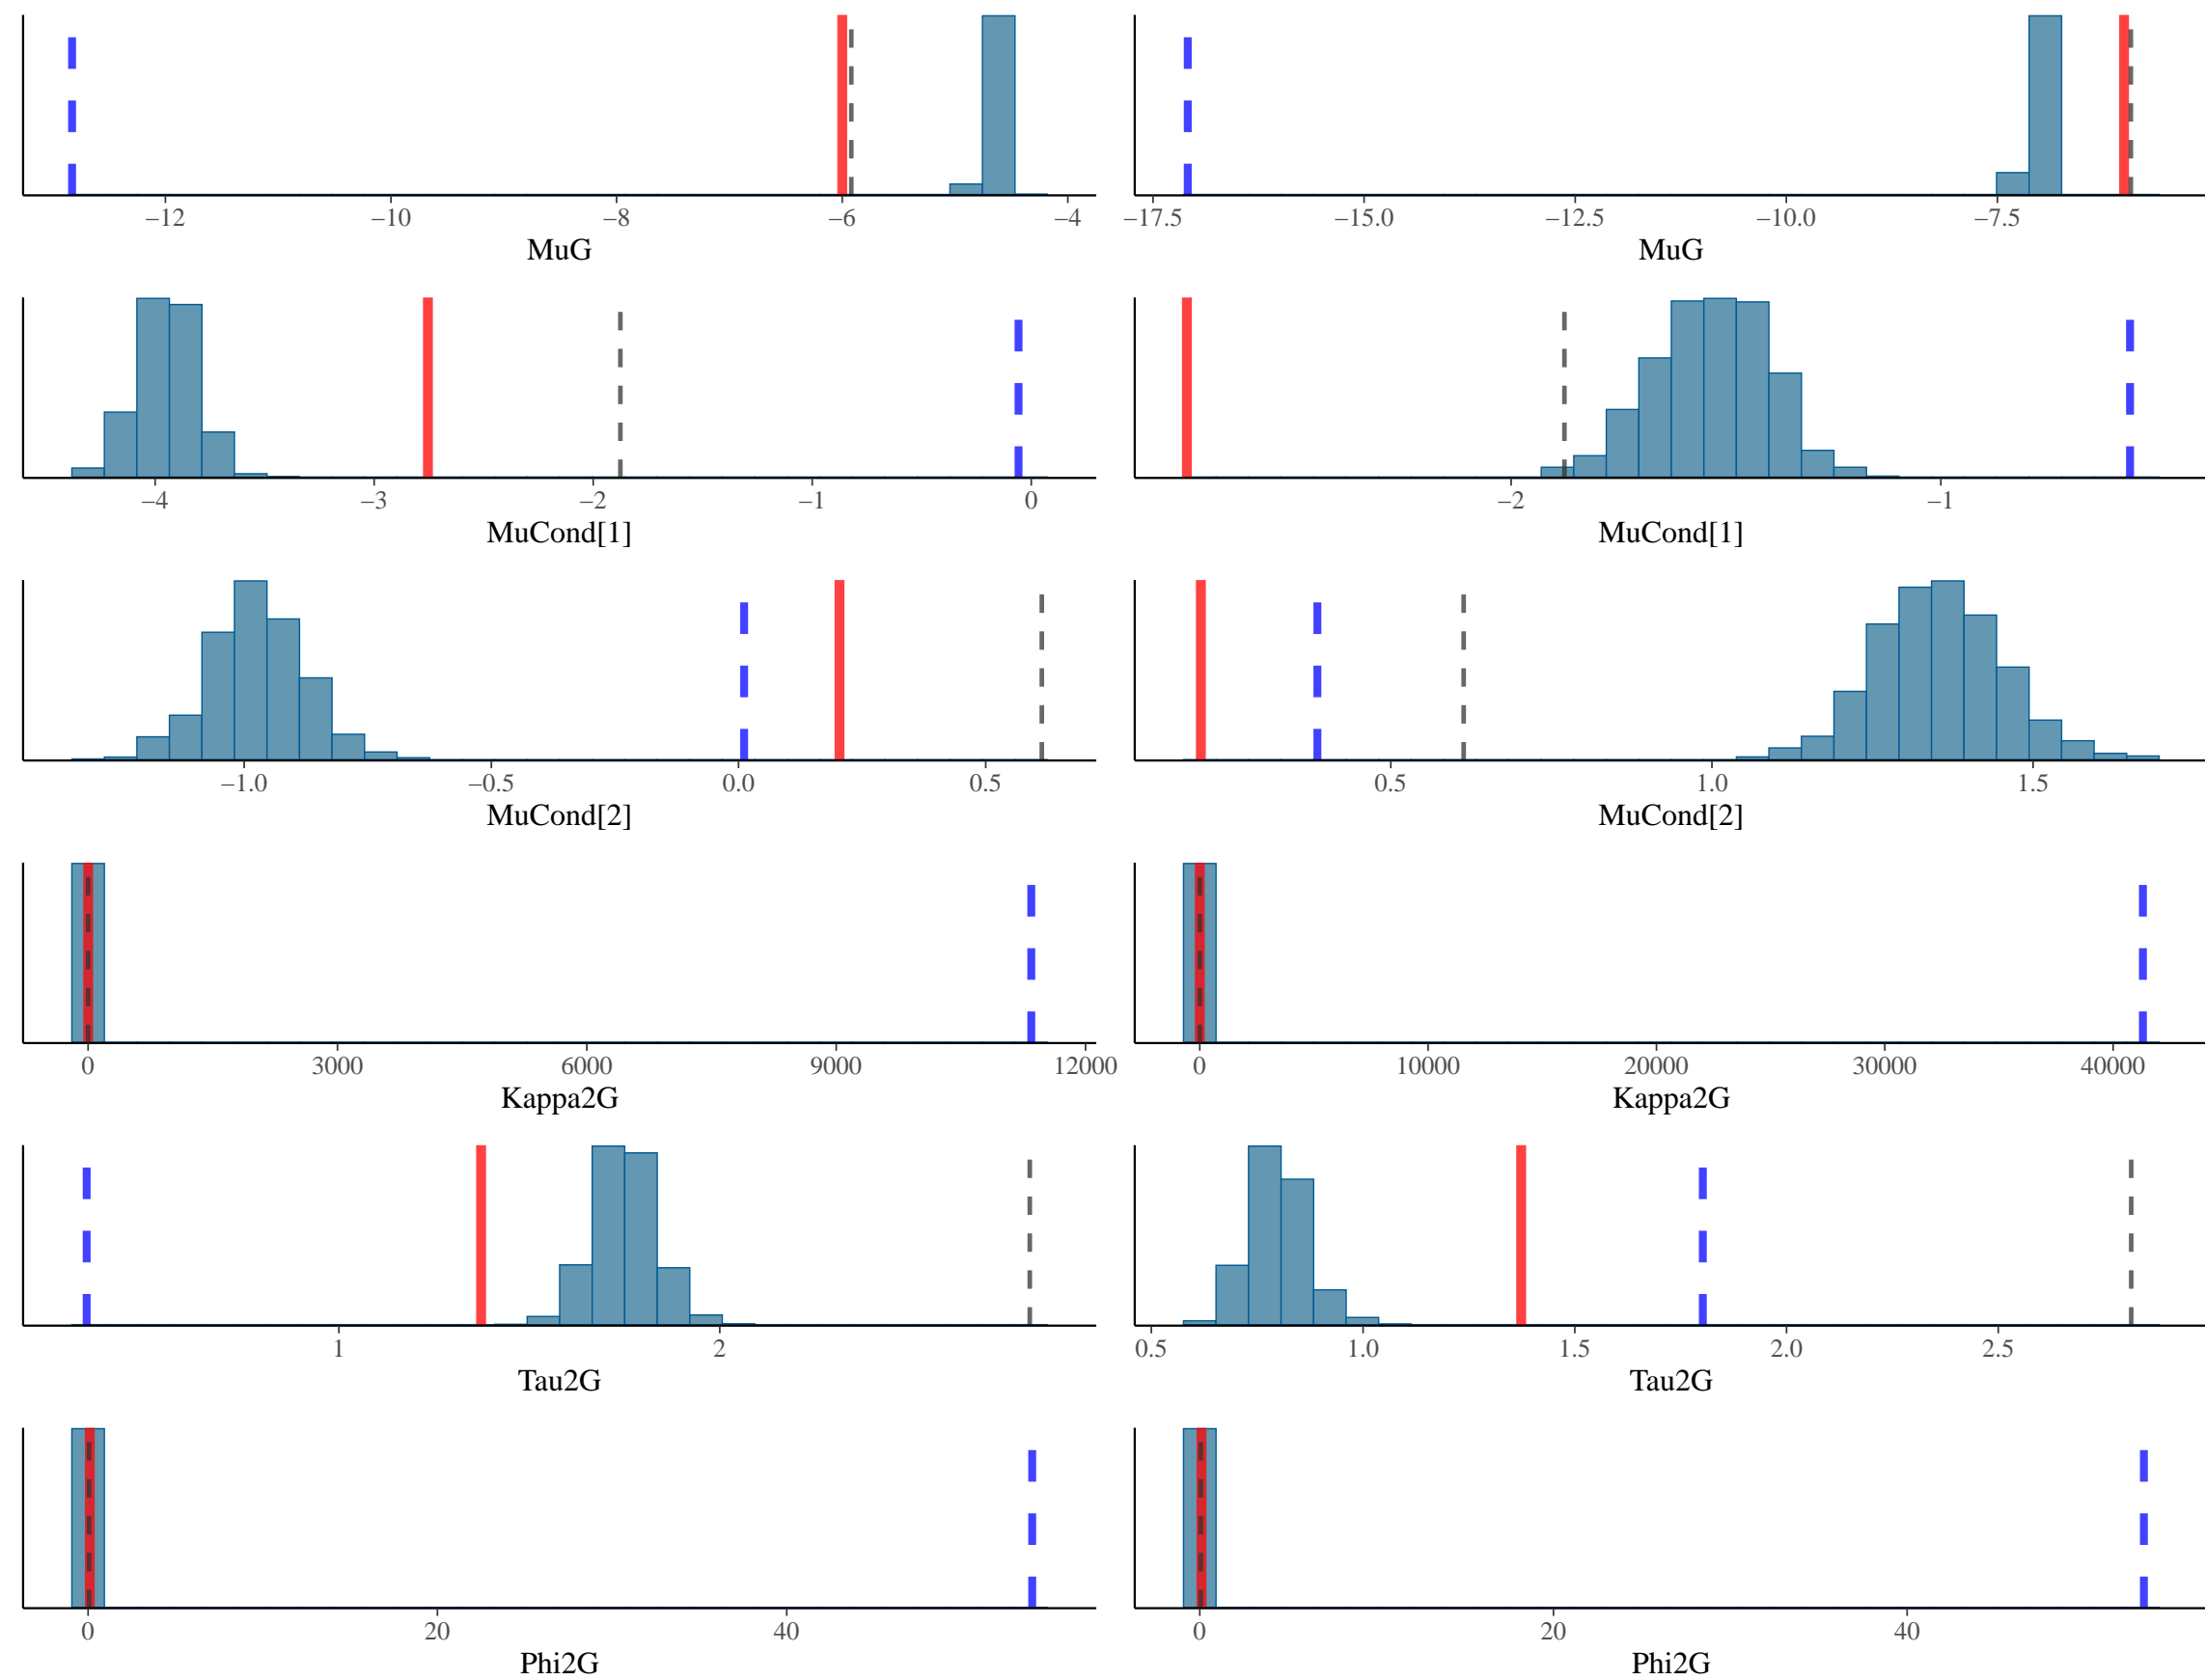 −12 −10 −8 −6 −4 −17.5 −15.0 −12.5 −10.0 −7.5
MuG MuG
−4 −3 −2 −1 0 −2 −1
MuCond[1] MuCond[1]
−1.0 −0.5 0.0 0.5 0.5 1.0 1.5
MuCond[2] MuCond[2]
0 3000 6000 9000 12000 0 10000 20000 30000 40000
Kappa2G Kappa2G
1 2 0.5 1.0 1.5 2.0 2.5
Tau2G Tau2G
0 20 40 0 20 40
Phi2G Phi2G